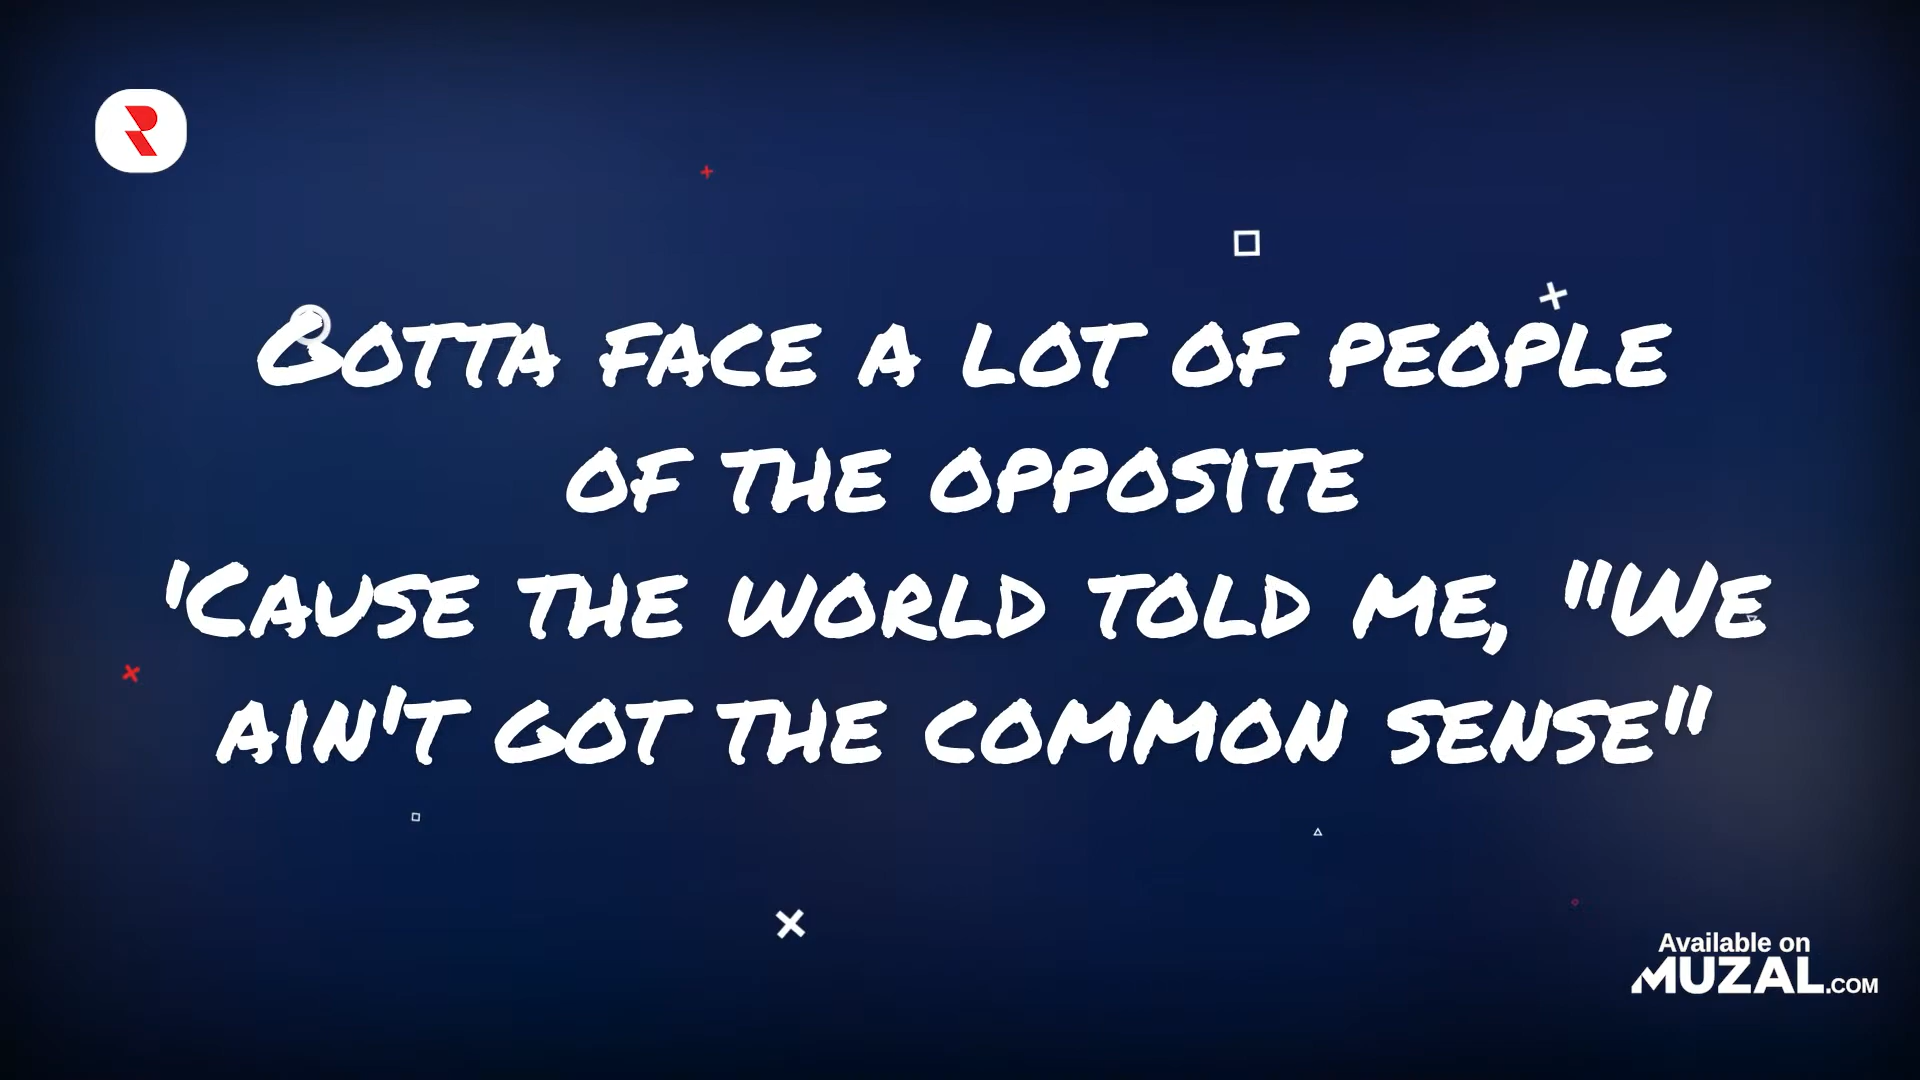 Gotta face a lot of people
of the opposite
'Cause the world told me, "We
ain't got the common sense"
Available on
MUZAL.COM